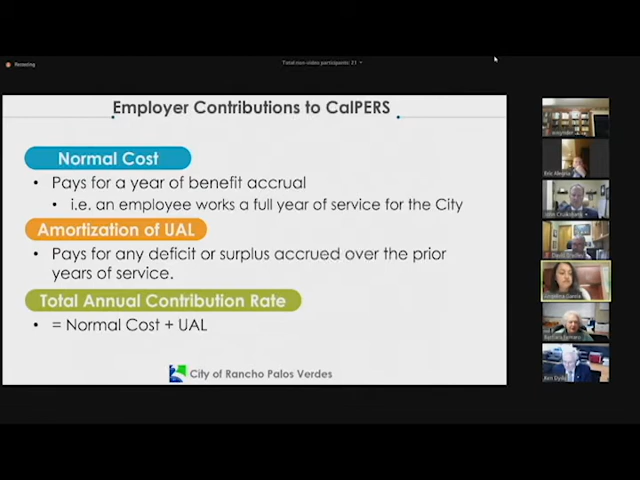 Recording
Total non-video participants: 21
Employer Contributions to CalPERS
Normal Cost
• Pays for a year of benefit accrual
• i.e. an employee works a full year of service for the City
Amortization of UAL
• Pays for any deficit or surplus accrued over the prior
years of service.
Total Annual Contribution Rate
• = Normal Cost + UAL
City of Rancho Palos Verdes
Eric Alegria
John Cruikshank
David Bradley
Barbara Ferraro
Ken Dyda